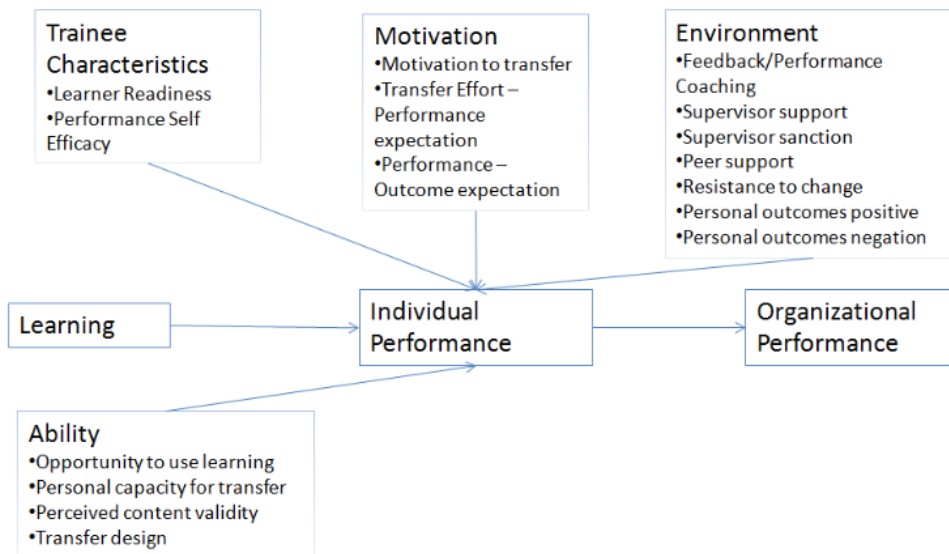 Trainee
Characteristics
•Learner Readiness
•Performance Self
Efficacy
Motivation
•Motivation to transfer
•Transfer Effort –
Performance
expectation
•Performance –
Outcome expectation
Environment
•Feedback/Performance
Coaching
•Supervisor support
•Supervisor sanction
•Peer support
•Resistance to change
•Personal outcomes positive
•Personal outcomes negation
Learning
Individual
Performance
Organizational
Performance
Ability
•Opportunity to use learning
•Personal capacity for transfer
•Perceived content validity
•Transfer design